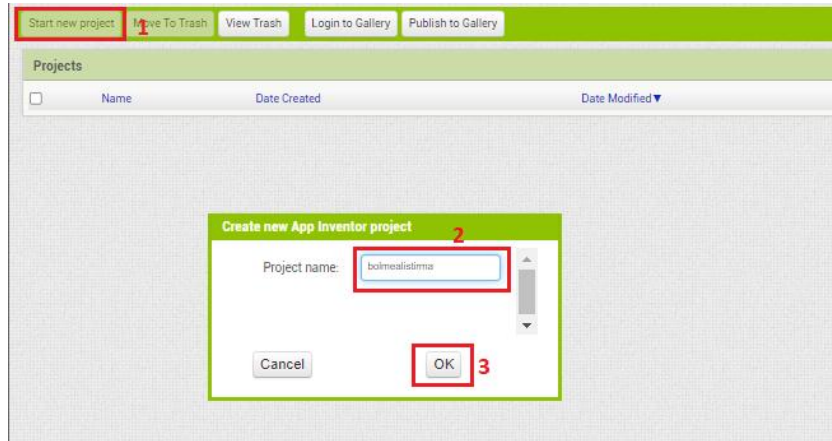 Start new project 1 Move To Trash View Trash Login to Gallery Publish to Gallery
Projects
Name Date Created Date Modified▼
Create new App Inventor project
2
Project name: bolmealistirma
Cancel OK 3